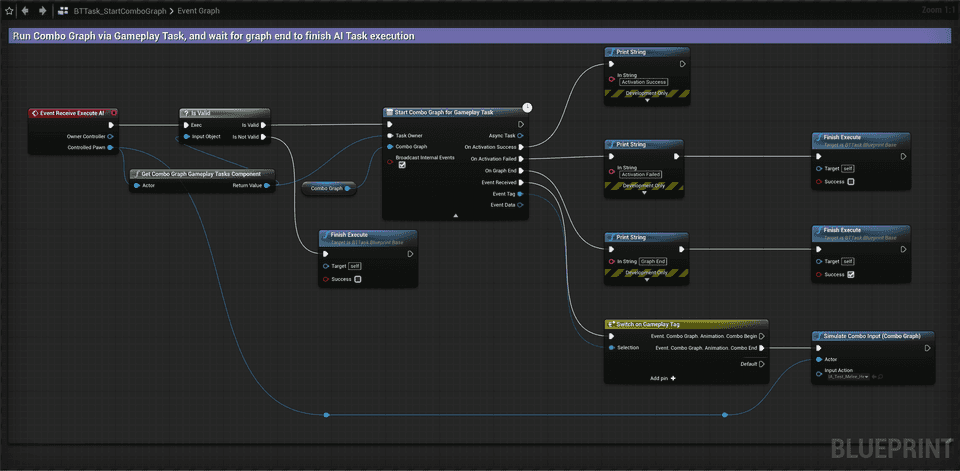 BTTask_StartComboGraph > Event Graph
Zoom 1:1
Run Combo Graph via Gameplay Task, and wait for graph end to finish AI Task execution
Event Receive Execute AI
Owner Controller
Controlled Pawn
? Is Valid
Exec
Is Valid
Input Object
Is Not Valid
Get Combo Graph Gameplay Tasks Component
Actor
Return Value
Combo Graph
Finish Execute
Target is BTTask Blueprint Base
Target
self
Success
Start Combo Graph for Gameplay Task
Task Owner
Async Task
Combo Graph
On Activation Success
Broadcast Internal Events
On Activation Failed
On Graph End
Event Received
Event Tag
Event Data
Print String
In String
Activation Success
Development Only
Print String
In String
Activation Failed
Development Only
Finish Execute
Target is BTTask Blueprint Base
Target
self
Success
Print String
In String
Graph End
Development Only
Finish Execute
Target is BTTask Blueprint Base
Target
self
Success
Switch on Gameplay Tag
Event. Combo Graph. Animation. Combo Begin
Selection
Event. Combo Graph. Animation. Combo End
Default
Add pin +
Simulate Combo Input (Combo Graph)
Actor
Input Action
BLUEPRINT